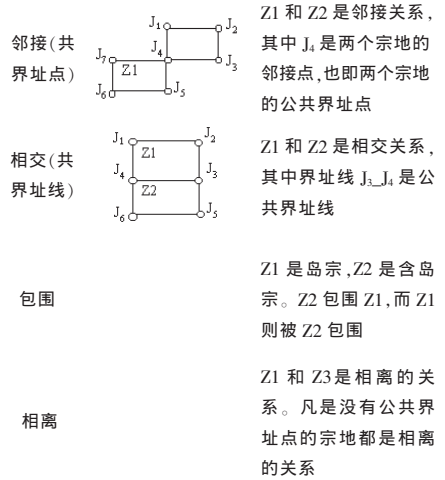 邻接(共
界址点)
J₁
J₂
J₇
J₄
J₃
Z1
J₆
J₅
Z1 和 Z2 是邻接关系,
其中 J₄ 是两个宗地的
邻接点,也即两个宗地
的公共界址点
相交(共
界址线)
J₁
J₂
Z1
J₄
J₃
Z2
J₆
J₅
Z1 和 Z2 是相交关系,
其中界址线 J₃_J₄ 是公
共界址线
包围
Z1 是岛宗,Z2 是含岛
宗。Z2 包围 Z1,而 Z1
则被 Z2 包围
相离
Z1 和 Z3是相离的关
系。凡是没有公共界
址点的宗地都是相离
的关系